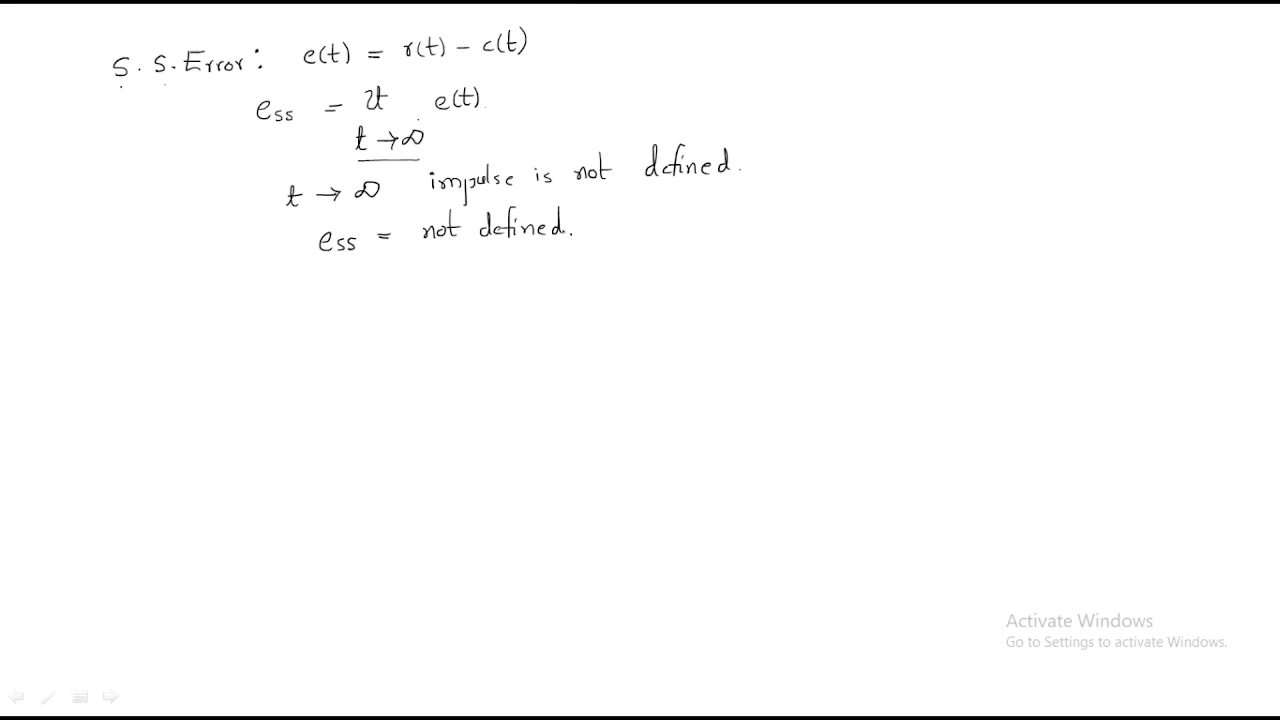 S. S. Error: e(t) = r(t) - c(t)
ess = lt e(t)
t → ∞
t → ∞ impulse is not defined.
ess = not defined.
Activate Windows
Go to Settings to activate Windows.